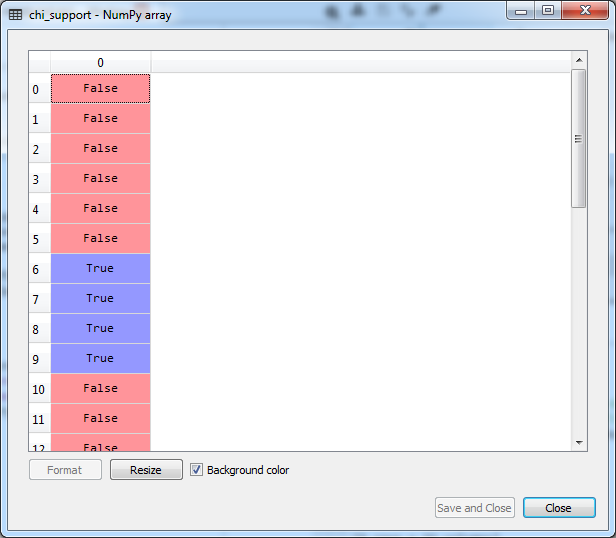 chi_support - NumPy array
0
0 False
1 False
2 False
3 False
4 False
5 False
6 True
7 True
8 True
9 True
10 False
11 False
12 False
Format Resize Background color
Save and Close Close